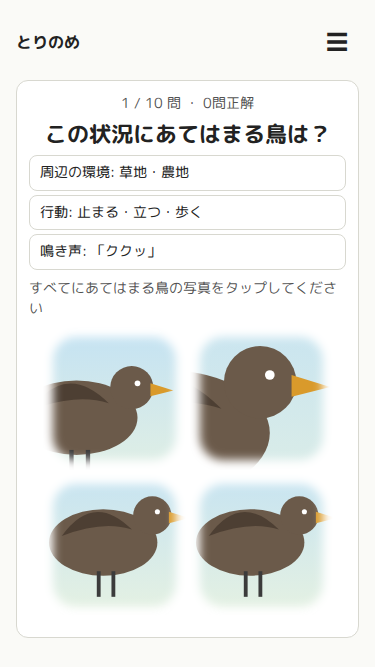 とりのめ
1 / 10 問 ・ 0問正解
この状況にあてはまる鳥は？
周辺の環境: 草地・農地
行動: 止まる・立つ・歩く
鳴き声: 「ククッ」
すべてにあてはまる鳥の写真をタップしてくださ
い